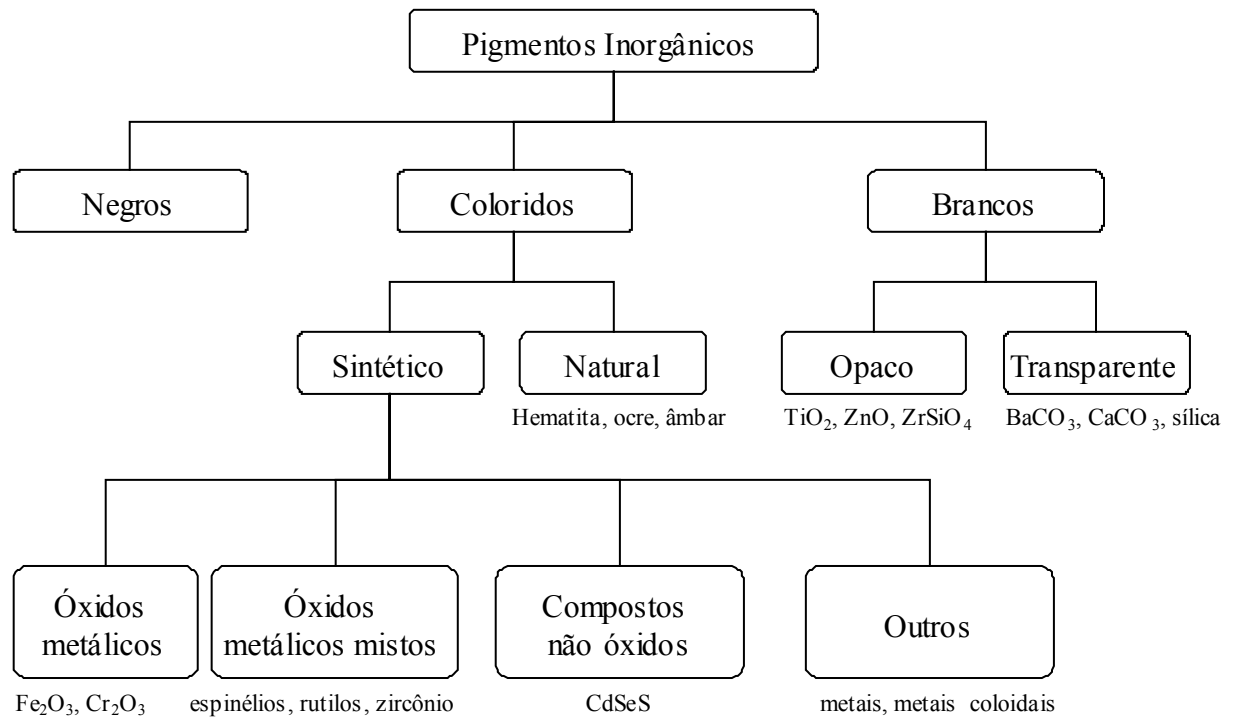 Pigmentos Inorgânicos
Negros
Coloridos
Brancos
Sintético
Natural
Opaco
Transparente
Hematita, ocre, âmbar
TiO₂, ZnO, ZrSiO₄
BaCO₃, CaCO₃, sílica
Óxidos
metálicos
Óxidos
metálicos mistos
Compostos
não óxidos
Outros
Fe₂O₃, Cr₂O₃
espinélios, rutilos, zircônio
CdSeS
metais, metais coloidais